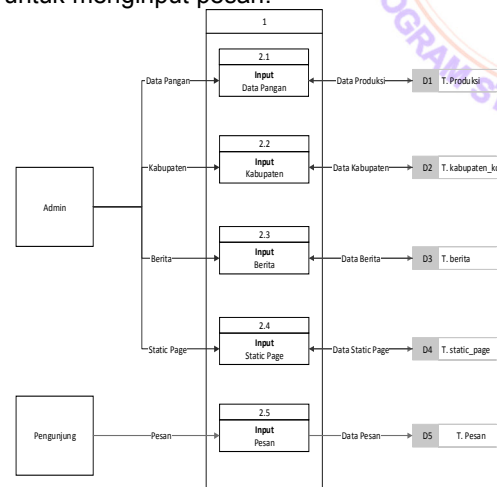 untuk menginput pesan.
1
2.1
Input
Data Pangan
Data Pangan
Data Produksi
D1 T. Produksi
2.2
Input
Kabupaten
Kabupaten
Data Kabupaten
D2 T. kabupaten_ko
Admin
2.3
Input
Berita
Berita
Data Berita
D3 T. berita
2.4
Input
Static Page
Static Page
Data Static Page
D4 T. static_page
Pengunjung
Pesan
2.5
Input
Pesan
Data Pesan
D5 T. Pesan
OGRAM S